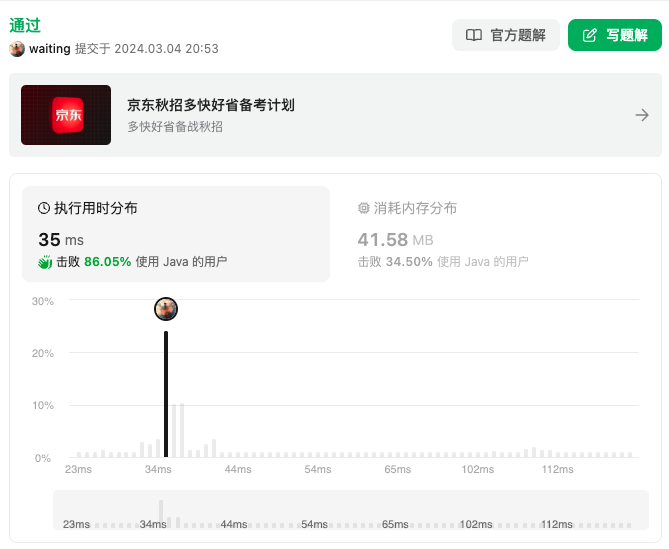 通过
waiting 提交于 2024.03.04 20:53
官方题解
写题解
京东
京东秋招多快好省备考计划
多快好省备战秋招
执行用时分布
35 ms
击败 86.05% 使用 Java 的用户
消耗内存分布
41.58 MB
击败 34.50% 使用 Java 的用户
30%
20%
10%
0%
23ms 34ms 44ms 54ms 65ms 102ms 112ms
23ms 34ms 44ms 54ms 65ms 102ms 112ms